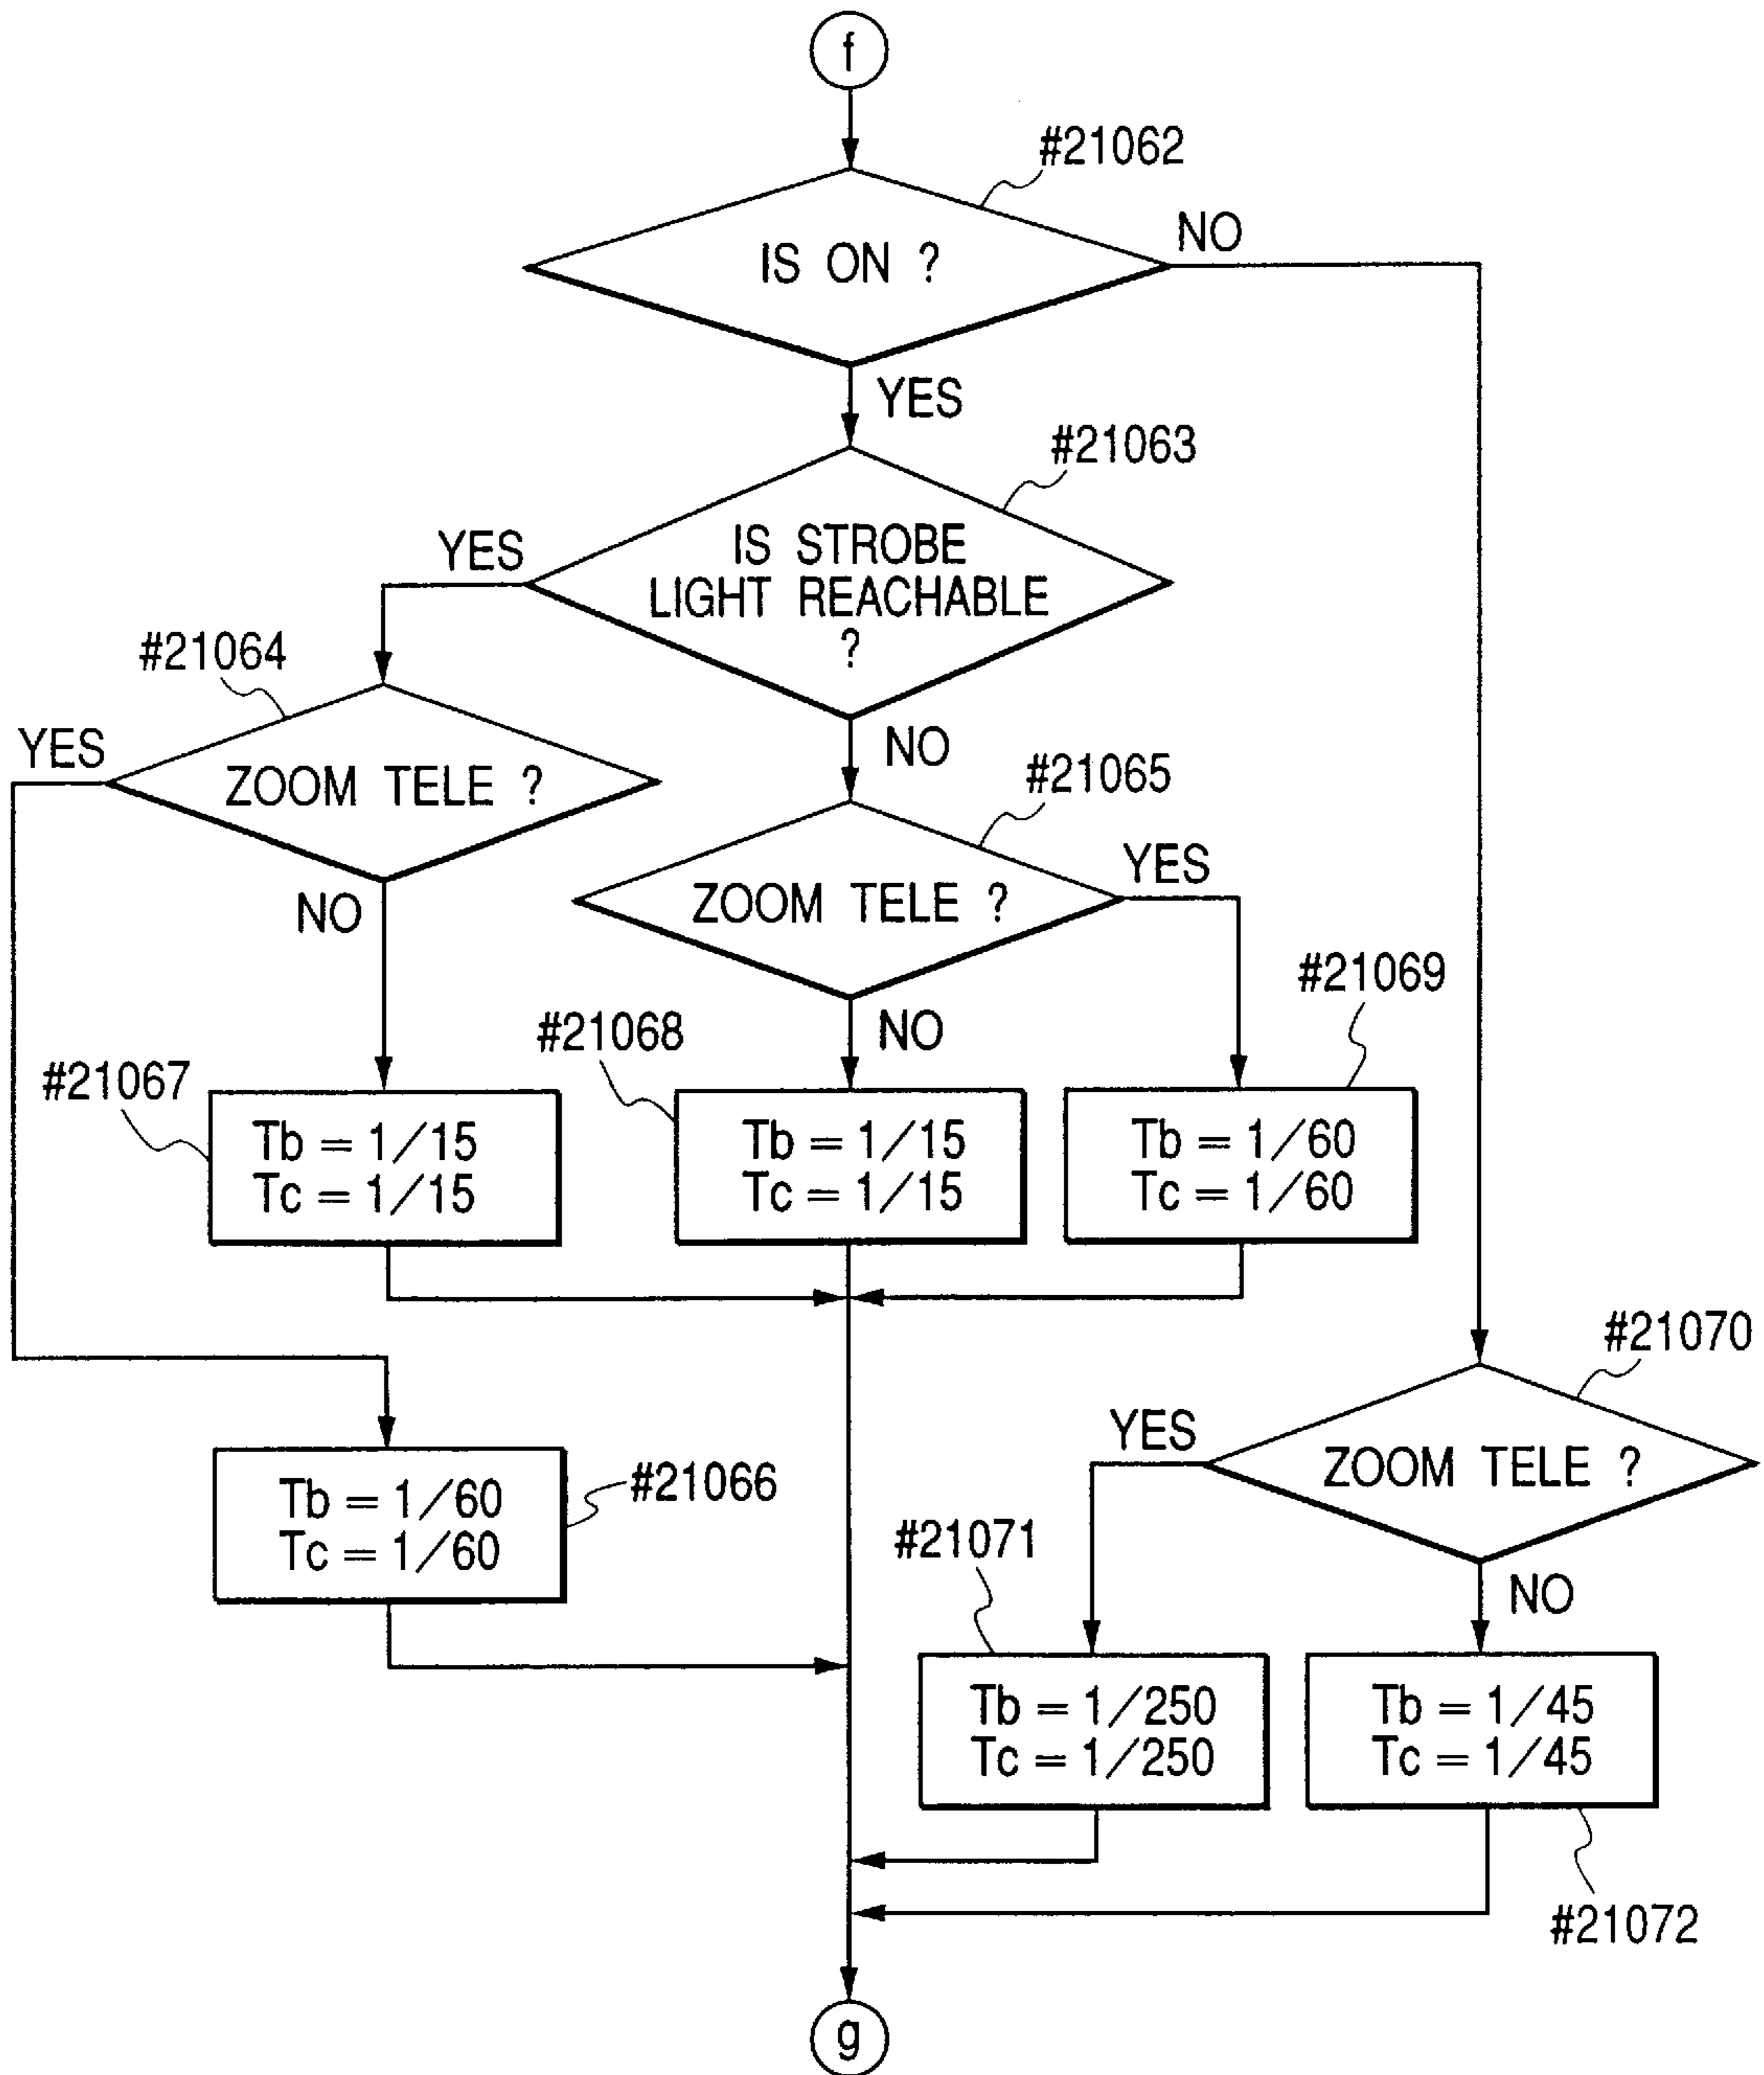 f
#21062
IS ON ?
NO
YES
#21063
IS STROBE
LIGHT REACHABLE
?
YES
NO
#21064
ZOOM TELE ?
YES
NO
#21065
ZOOM TELE ?
YES
NO
#21067
Tb = 1/15
Tc = 1/15
#21068
Tb = 1/15
Tc = 1/15
#21069
Tb = 1/60
Tc = 1/60
#21066
Tb = 1/60
Tc = 1/60
#21070
ZOOM TELE ?
YES
NO
#21071
Tb = 1/250
Tc = 1/250
Tb = 1/45
Tc = 1/45
#21072
g